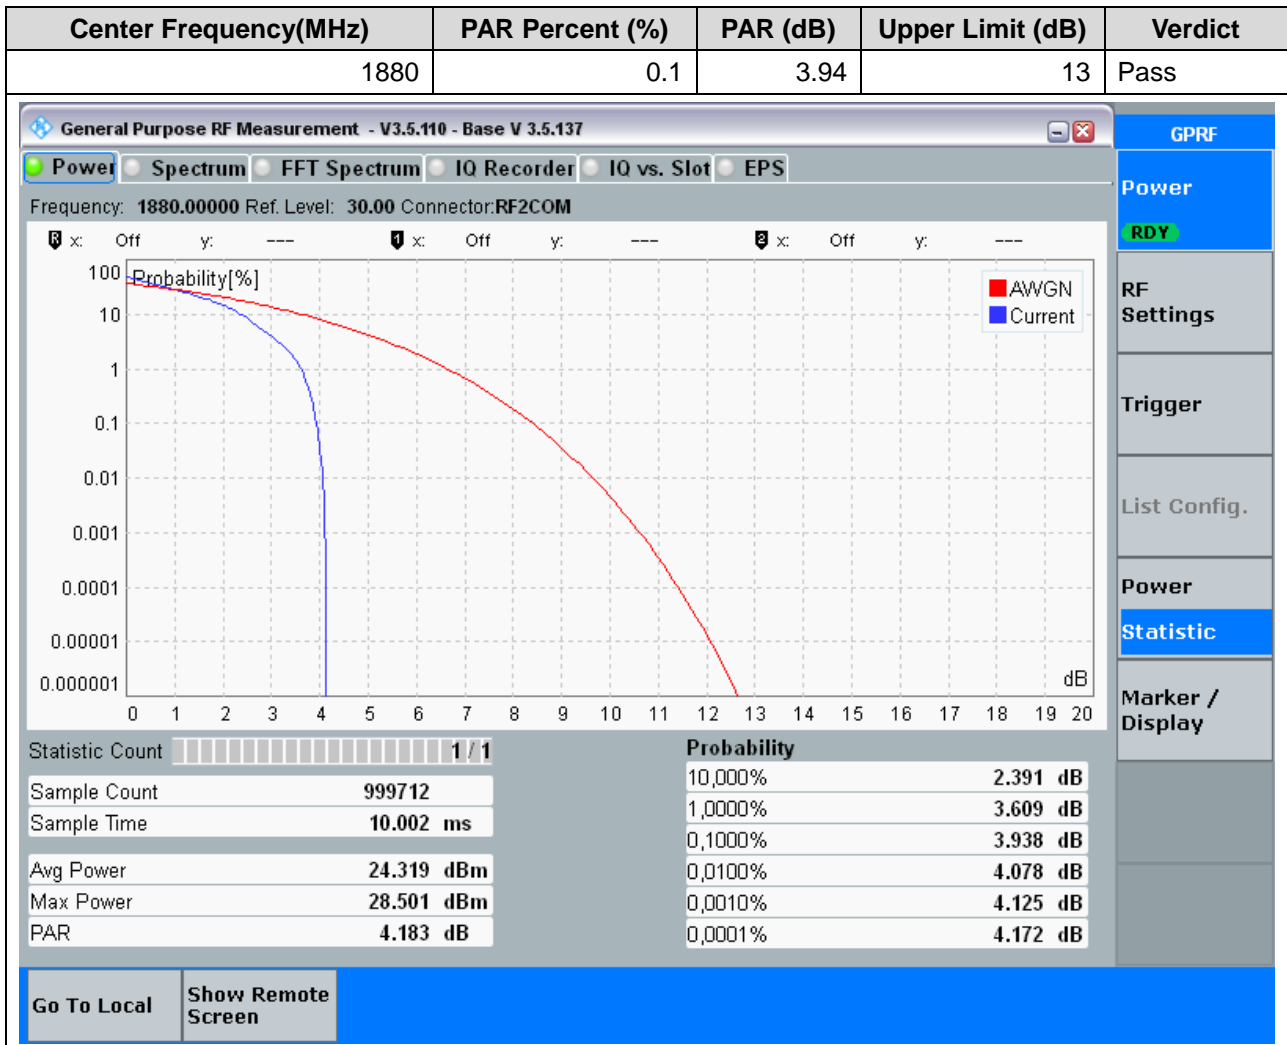 Center Frequency(MHz) PAR Percent (%) PAR (dB) Upper Limit (dB) Verdict
1880 0.1 3.94 13 Pass
General Purpose RF Measurement - V3.5.110 - Base V 3.5.137
GPRF
Power Spectrum FFT Spectrum IQ Recorder IQ vs. Slot EPS
Frequency: 1880.00000 Ref. Level: 30.00 Connector:RF2COM
R x: Off y: --- 1 x: Off y: --- 2 x: Off y: ---
Probability[%]
100
10
1
0.1
0.01
0.001
0.0001
0.00001
0.000001
AWGN
Current
dB
0 1 2 3 4 5 6 7 8 9 10 11 12 13 14 15 16 17 18 19 20
Statistic Count 1 / 1
Sample Count 999712
Sample Time 10.002 ms
Avg Power 24.319 dBm
Max Power 28.501 dBm
PAR 4.183 dB
Probability
10,000% 2.391 dB
1,0000% 3.609 dB
0,1000% 3.938 dB
0,0100% 4.078 dB
0,0010% 4.125 dB
0,0001% 4.172 dB
Power
RDY
RF
Settings
Trigger
List Config.
Power
Statistic
Marker /
Display
Go To Local
Show Remote
Screen